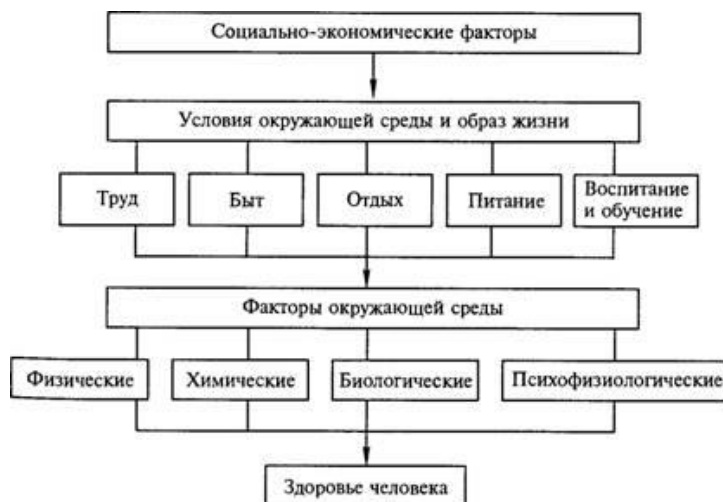 Социально-экономические факторы
Условия окружающей среды и образ жизни
Труд
Быт
Отдых
Питание
Воспитание
и обучение
Факторы окружающей среды
Физические
Химические
Биологические
Психофизиологические
Здоровье человека